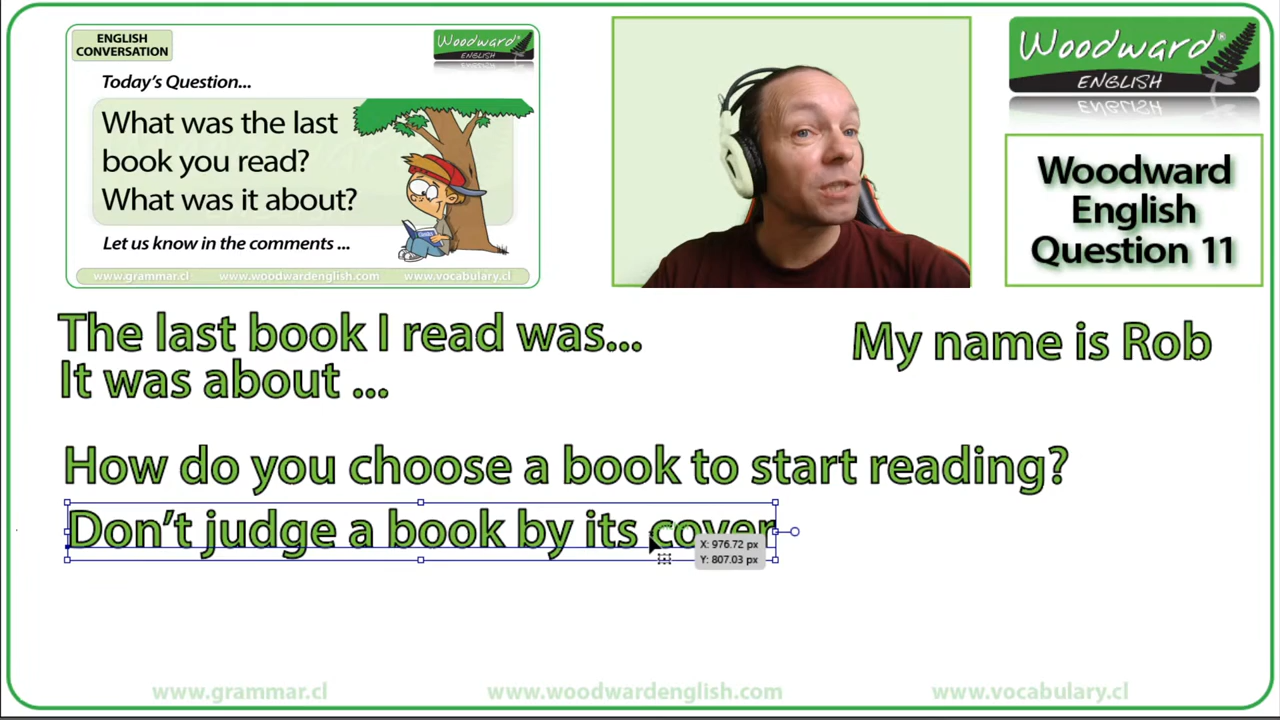 ENGLISH
CONVERSATION
Woodward®
ENGLISH
Today's Question...
What was the last
book you read?
What was it about?
Let us know in the comments ...
www.grammar.cl www.woodwardenglish.com www.vocabulary.cl
Woodward®
ENGLISH
Woodward
English
Question 11
The last book I read was...
It was about ...
My name is Rob
How do you choose a book to start reading?
Don't judge a book by its cover
X: 976.72 px
Y: 807.03 px
www.grammar.cl www.woodwardenglish.com www.vocabulary.cl